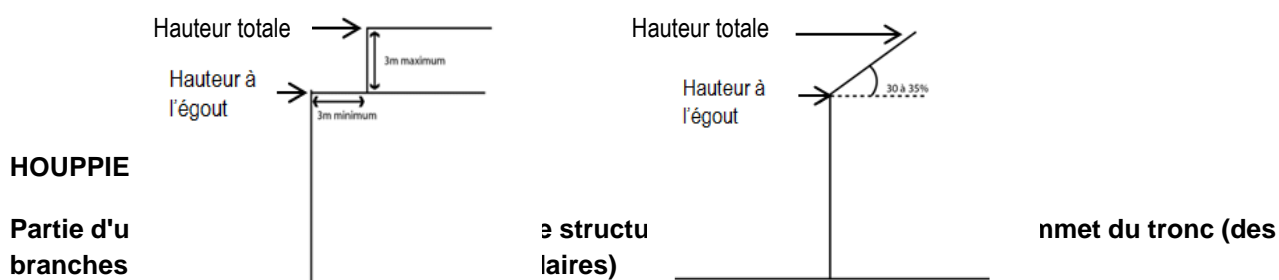 Hauteur totale
3m maximum
Hauteur à
l'égout
3m minimum
Hauteur totale
30 à 35%
Hauteur à
l'égout
HOUPPIE
Partie d'u e structu mmet du tronc (des
branches laires)